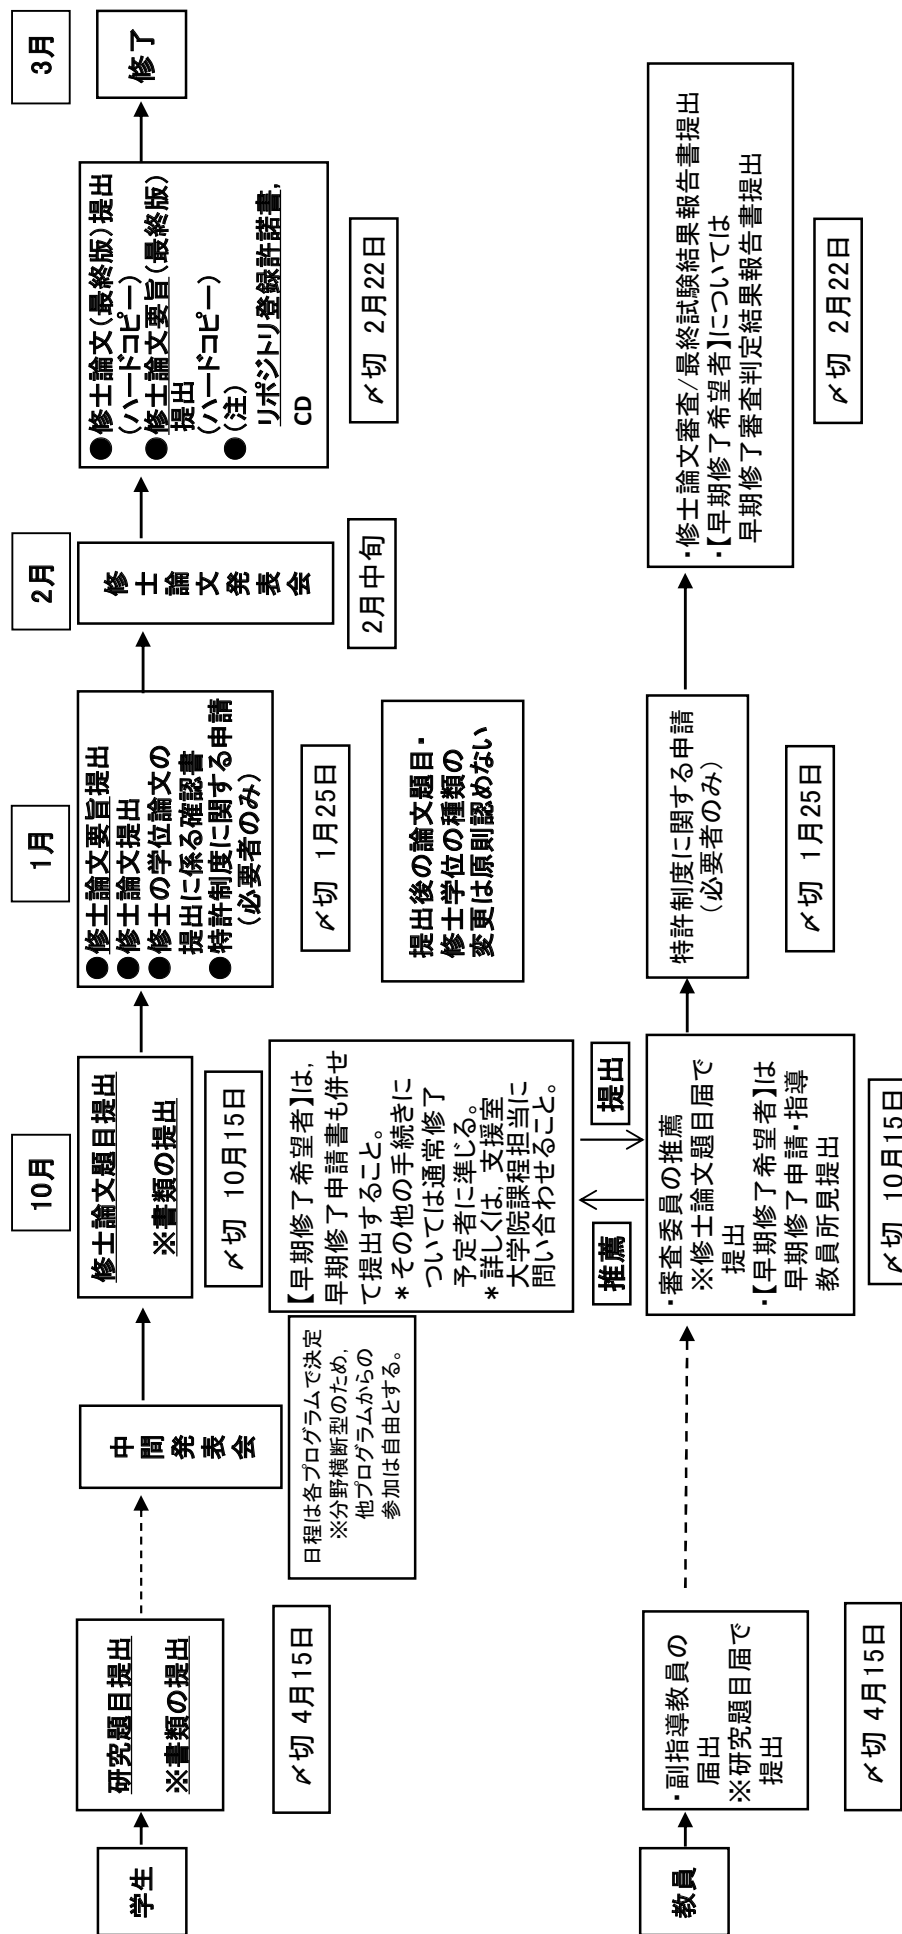 学生
研究題目提出
※書類の提出
〆切 4月15日
中間発表会
日程は各プログラムで決定
※分野横断型のため,
他プログラムからの
参加は自由とする。
10月
修士論文題目提出
※書類の提出
〆切 10月15日
【早期修了希望者】は,
早期修了申請書も併せ
て提出すること。
*その他の手続きに
ついては通常修了
予定者に準じる。
*詳しくは,支援室
大学院課程担当に
問い合わせること。
1月
●修士論文要旨提出
●修士論文提出
●修士の学位論文の
提出に係る確認書
●特許制度に関する申請
(必要者のみ)
〆切 1月25日
提出後の論文題目・
修士学位の種類の
変更は原則認めない
2月
修士論文発表会
2月中旬
●修士論文(最終版)提出
(ハードコピー)
●修士論文要旨(最終版)
提出
(ハードコピー)
●(注)
リポジトリ登録許諾書,
CD
〆切 2月22日
3月
修了
推薦
提出
教員
・副指導教員の
届出
※研究題目届で
提出
〆切 4月15日
・審査委員の推薦
※修士論文題目届で
提出
・【早期修了希望者】は
早期修了申請・指導
教員所見提出
〆切 10月15日
特許制度に関する申請
(必要者のみ)
〆切 1月25日
・修士論文審査/最終試験結果報告書提出
・【早期修了希望者】については
早期修了審査判定結果報告書提出
〆切 2月22日